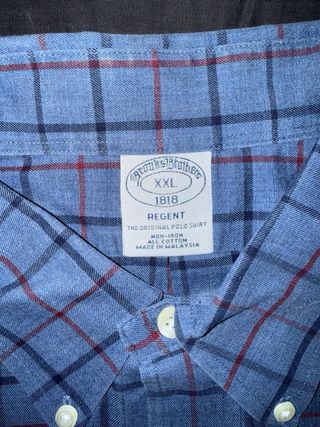 Brooks Brothers
XXL
1818
REGENT
THE ORIGINAL POLO SHIRT
NON-IRON
ALL COTTON
MADE IN MALAYSIA